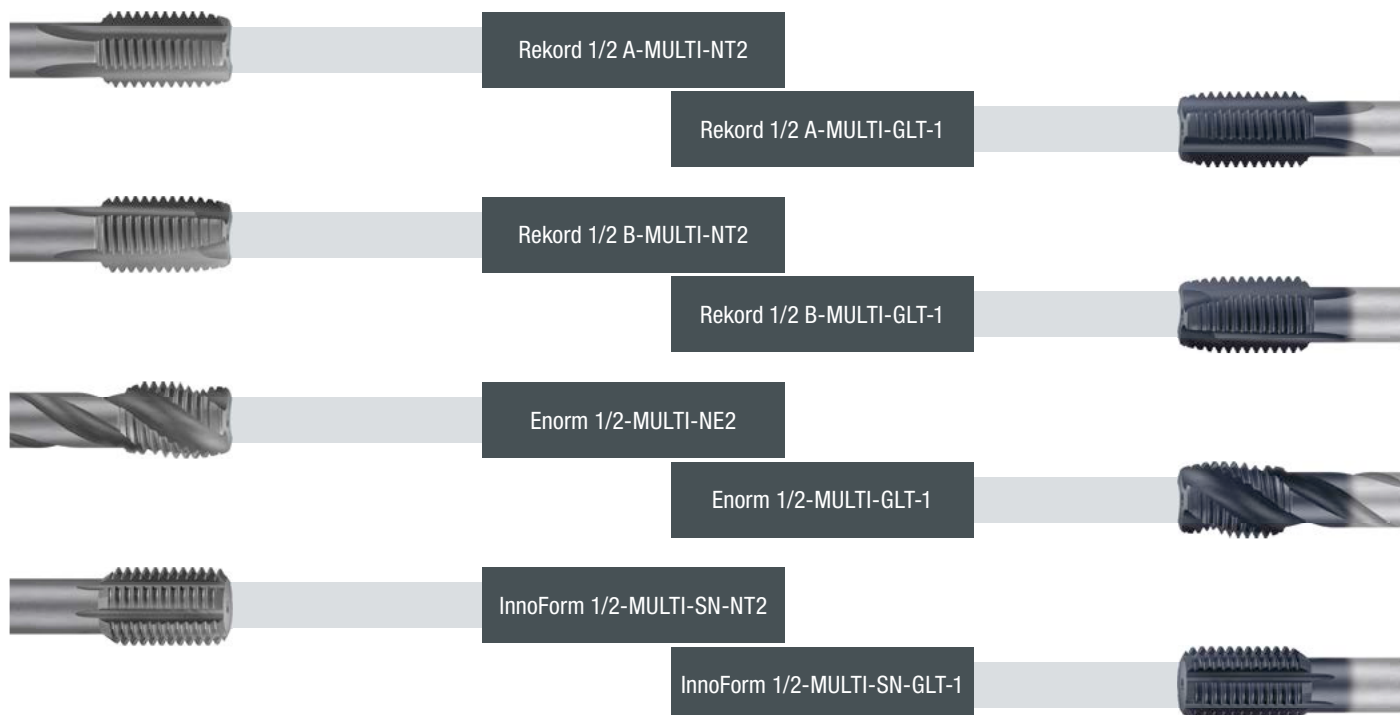 Rekord 1/2 A-MULTI-NT2
Rekord 1/2 A-MULTI-GLT-1
Rekord 1/2 B-MULTI-NT2
Rekord 1/2 B-MULTI-GLT-1
Enorm 1/2-MULTI-NE2
Enorm 1/2-MULTI-GLT-1
InnoForm 1/2-MULTI-SN-NT2
InnoForm 1/2-MULTI-SN-GLT-1